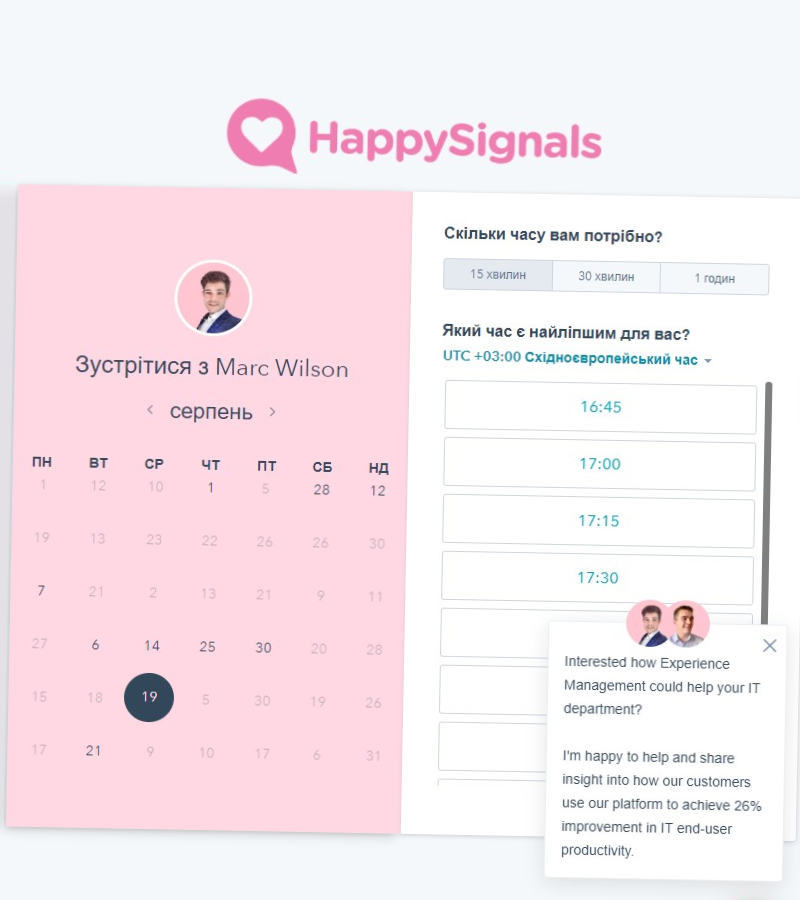 HappySignals
Зустрітися з Marc Wilson
серпень
ПН ВТ СР ЧТ ПТ СБ НД
1 12 10 1 5 28 12
19 13 23 22 26 26 30
7 21 2 13 21 9 11
27 6 14 25 30 20 28
15 18 19 5 30 19 26
17 21 9 10 17 6 31
Скільки часу вам потрібно?
15 хвилин 30 хвилин 1 годин
Який час є найліпшим для вас?
UTC +03:00 Східноєвропейський час
16:45
17:00
17:15
17:30
Interested how Experience
Management could help your IT
department?
I'm happy to help and share
insight into how our customers
use our platform to achieve 26%
improvement in IT end-user
productivity.